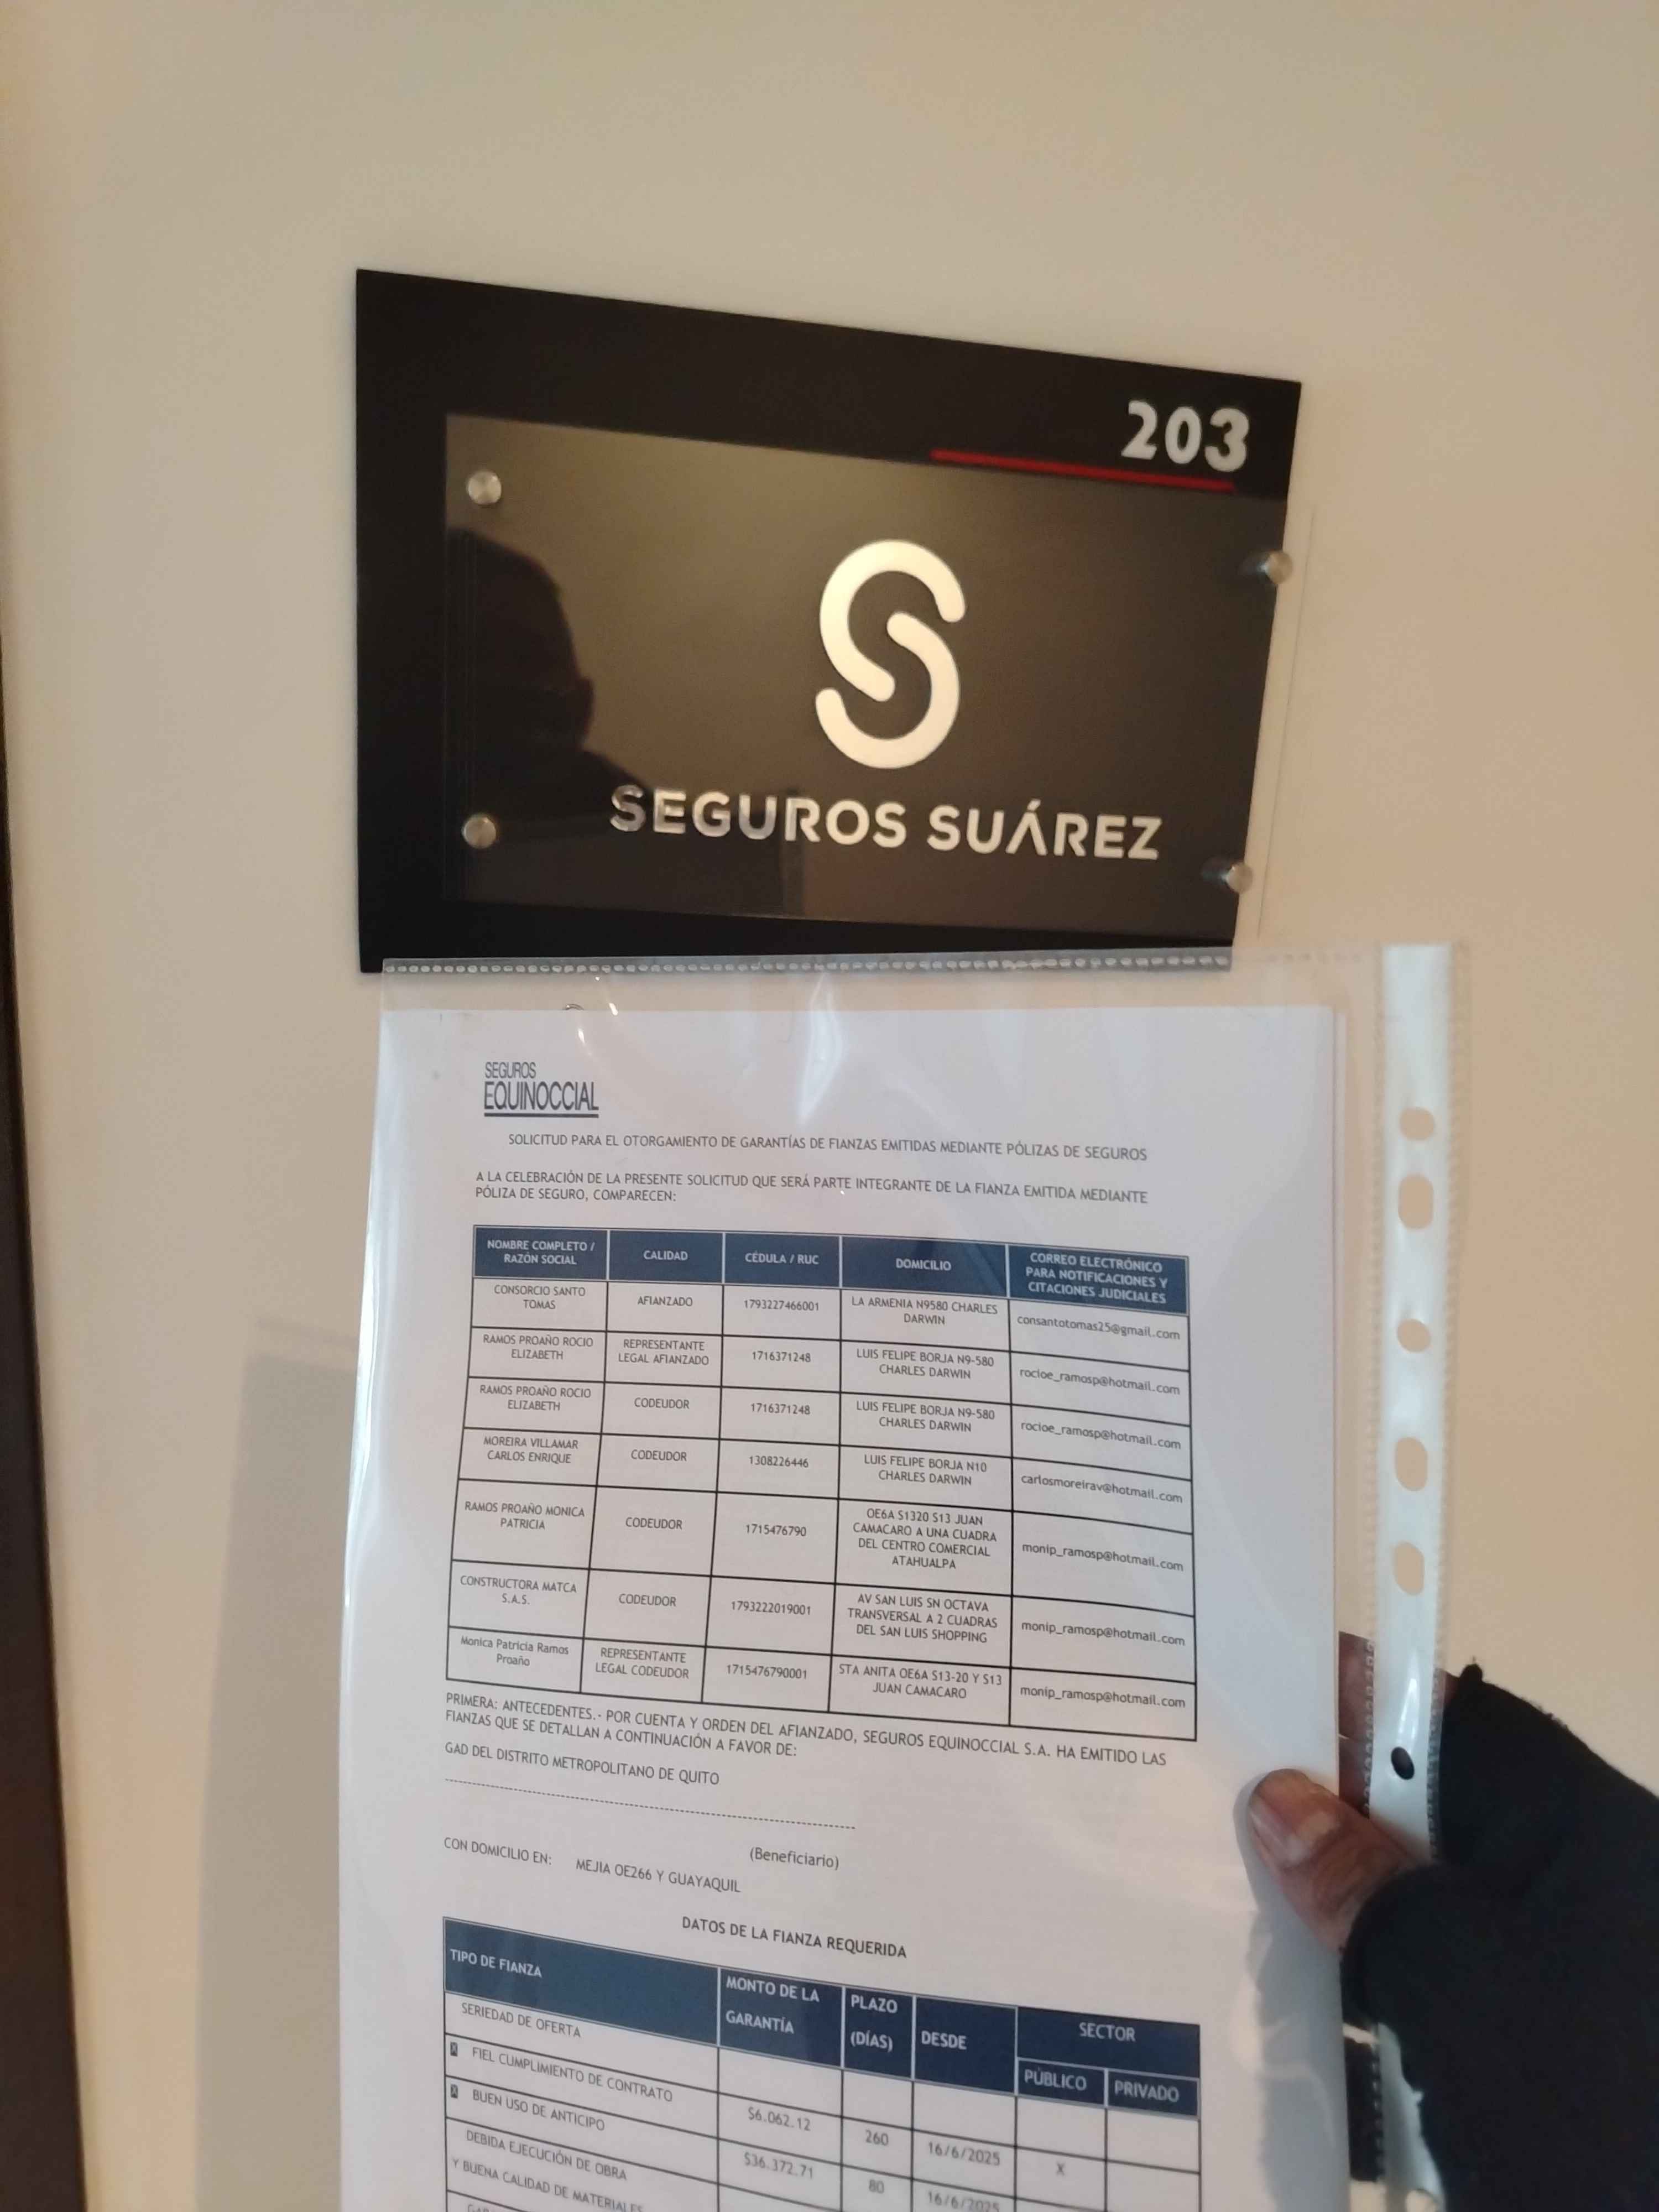 203
SEGUROS SUÁREZ
SEGUROS
EQUINOCCIAL
SOLICITUD PARA EL OTORGAMIENTO DE GARANTÍAS DE FIANZAS EMITIDAS MEDIANTE PÓLIZAS DE SEGUROS
A LA CELEBRACIÓN DE LA PRESENTE SOLICITUD QUE SERÁ PARTE INTEGRANTE DE LA FIANZA EMITIDA MEDIANTE
PÓLIZA DE SEGURO, COMPARECEN:
NOMBRE COMPLETO /
RAZÓN SOCIAL
CALIDAD
CÉDULA / RUC
DOMICILIO
CORREO ELECTRÓNICO
PARA NOTIFICACIONES Y
CITACIONES JUDICIALES
CONSORCIO SANTO
TOMAS
AFIANZADO
1793227466001
LA ARMENIA N9580 CHARLES
DARWIN
consantotomas25@gmail.com
RAMOS PROAÑO ROCIO
ELIZABETH
REPRESENTANTE
LEGAL AFIANZADO
1716371248
LUIS FELIPE BORJA N9-580
CHARLES DARWIN
rocioe_ramosp@hotmail.com
RAMOS PROAÑO ROCIO
ELIZABETH
CODEUDOR
1716371248
LUIS FELIPE BORJA N9-580
CHARLES DARWIN
rocioe_ramosp@hotmail.com
MOREIRA VILLAMAR
CARLOS ENRIQUE
CODEUDOR
1308226446
LUIS FELIPE BORJA N10
CHARLES DARWIN
carlosmoreirav@hotmail.com
RAMOS PROAÑO MONICA
PATRICIA
CODEUDOR
1715476790
OE6A S1320 S13 JUAN
CAMACARO A UNA CUADRA
DEL CENTRO COMERCIAL
ATAHUALPA
monip_ramosp@hotmail.com
CONSTRUCTORA MATCA
S.A.S.
CODEUDOR
1793222019001
AV SAN LUIS SN OCTAVA
TRANSVERSAL A 2 CUADRAS
DEL SAN LUIS SHOPPING
monip_ramosp@hotmail.com
Monica Patricia Ramos
Proaño
REPRESENTANTE
LEGAL CODEUDOR
1715476790001
STA ANITA OE6A S13-20 Y S13
JUAN CAMACARO
monip_ramosp@hotmail.com
PRIMERA: ANTECEDENTES.- POR CUENTA Y ORDEN DEL AFIANZADO, SEGUROS EQUINOCCIAL S.A. HA EMITIDO LAS
FIANZAS QUE SE DETALLAN A CONTINUACIÓN A FAVOR DE:
GAD DEL DISTRITO METROPOLITANO DE QUITO
(Beneficiario)
CON DOMICILIO EN: MEJIA OE266 Y GUAYAQUIL
DATOS DE LA FIANZA REQUERIDA
TIPO DE FIANZA
MONTO DE LA
GARANTÍA
PLAZO
(DÍAS)
DESDE
SECTOR
PÚBLICO
PRIVADO
SERIEDAD DE OFERTA
X FIEL CUMPLIMIENTO DE CONTRATO
$6.062.12
260
16/6/2025
X
X BUEN USO DE ANTICIPO
$36.372.71
80
16/6/2025
DEBIDA EJECUCIÓN DE OBRA
Y BUENA CALIDAD DE MATERIALES